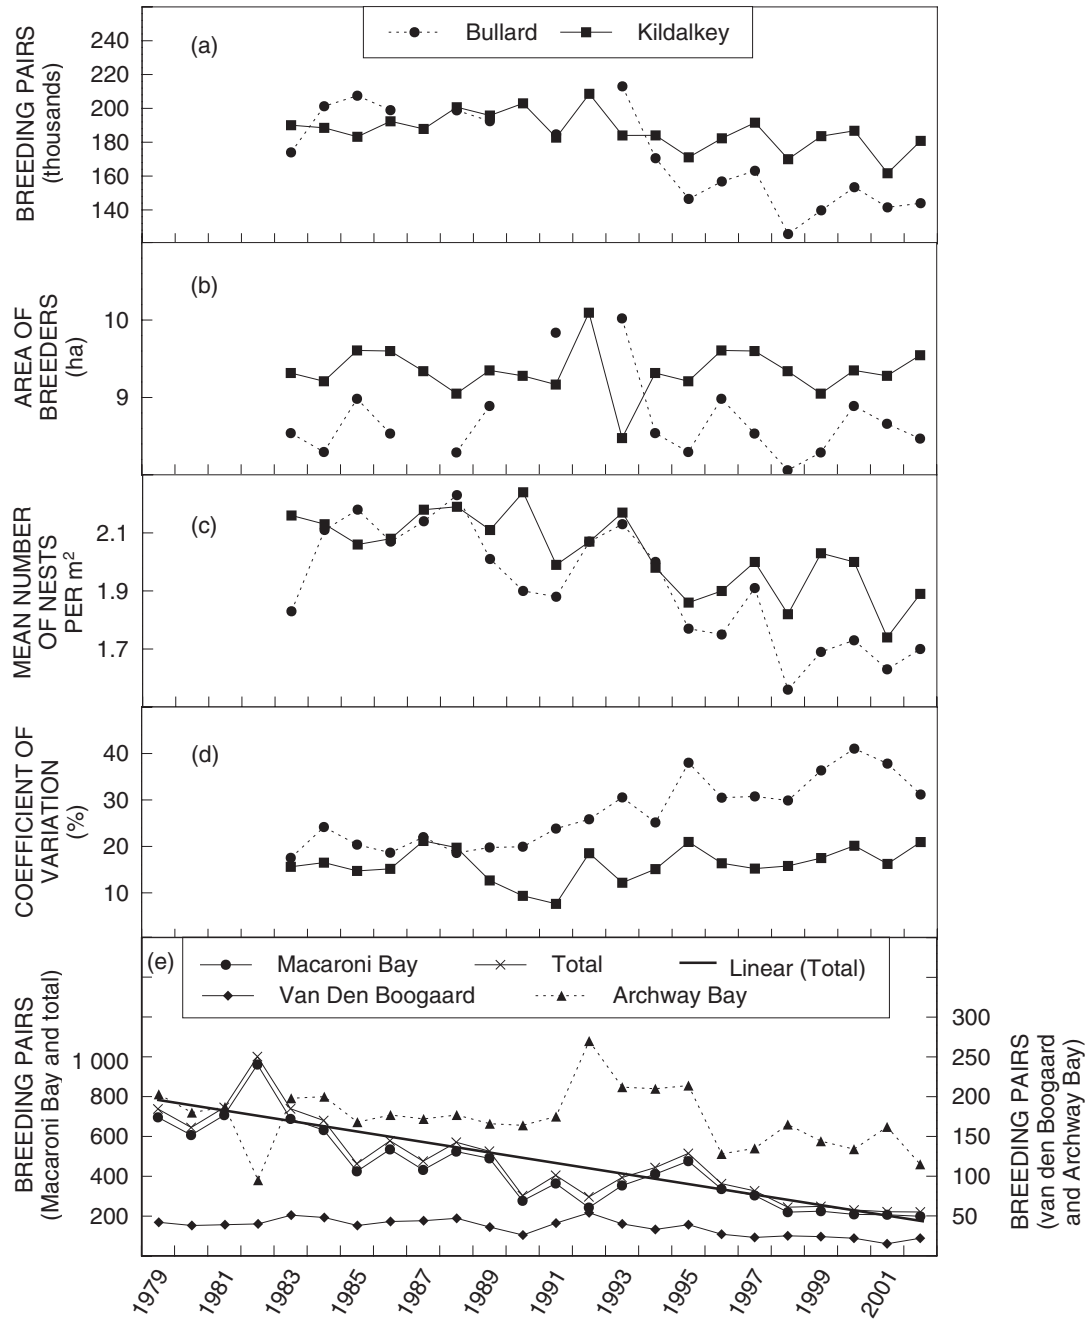 (a)
Bullard
Kildalkey
BREEDING PAIRS
(thousands)
240
220
200
180
160
140
(b)
AREA OF
BREEDERS
(ha)
10
9
(c)
MEAN NUMBER
OF NESTS
PER m²
2.1
1.9
1.7
(d)
COEFFICIENT OF
VARIATION
(%)
40
30
20
10
(e)
Macaroni Bay
Total
Linear (Total)
Van Den Boogaard
Archway Bay
BREEDING PAIRS
(Macaroni Bay and total)
1 000
800
600
400
200
300
250
200
150
100
50
BREEDING PAIRS
(van den Boogaard
and Archway Bay)
1979
1981
1983
1985
1987
1989
1991
1993
1995
1997
1999
2001